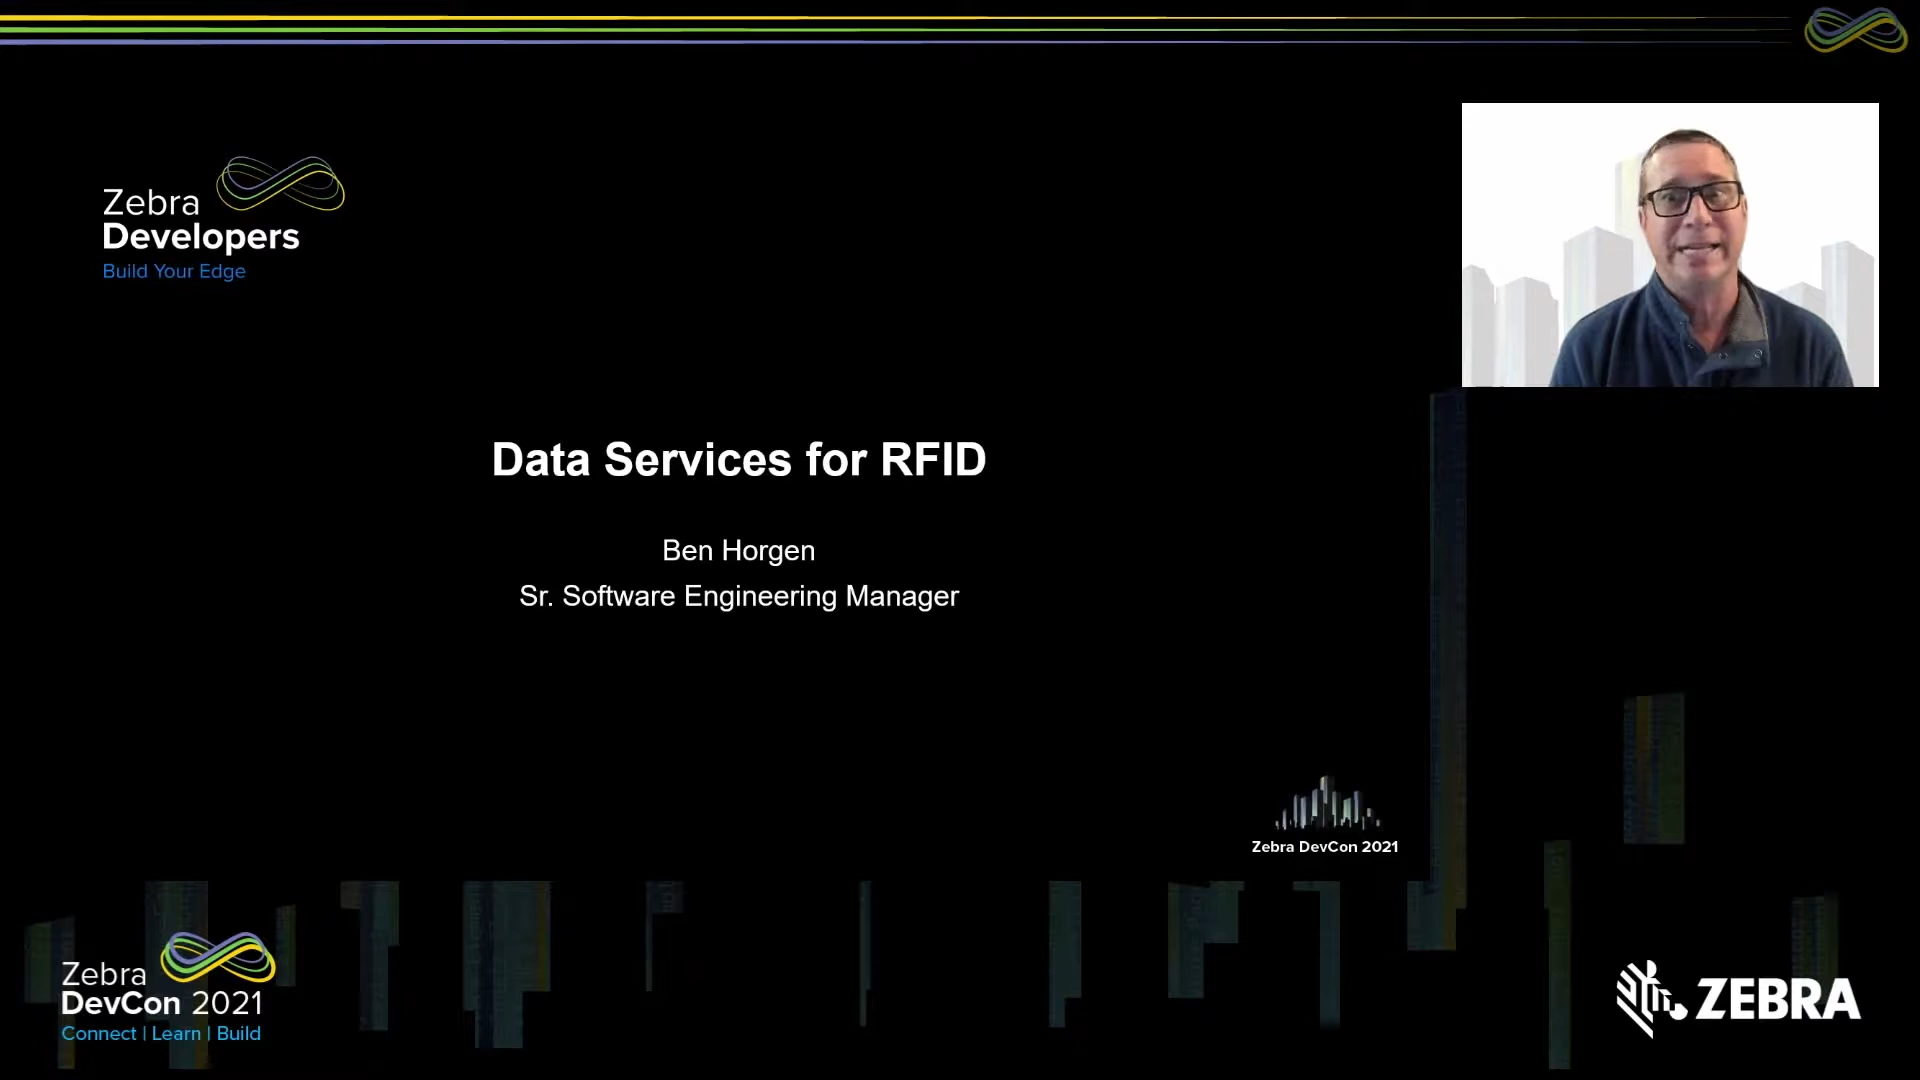 Zebra
Developers
Build Your Edge
Data Services for RFID
Ben Horgen
Sr. Software Engineering Manager
Zebra DevCon 2021
Zebra
DevCon 2021
Connect | Learn | Build
ZEBRA